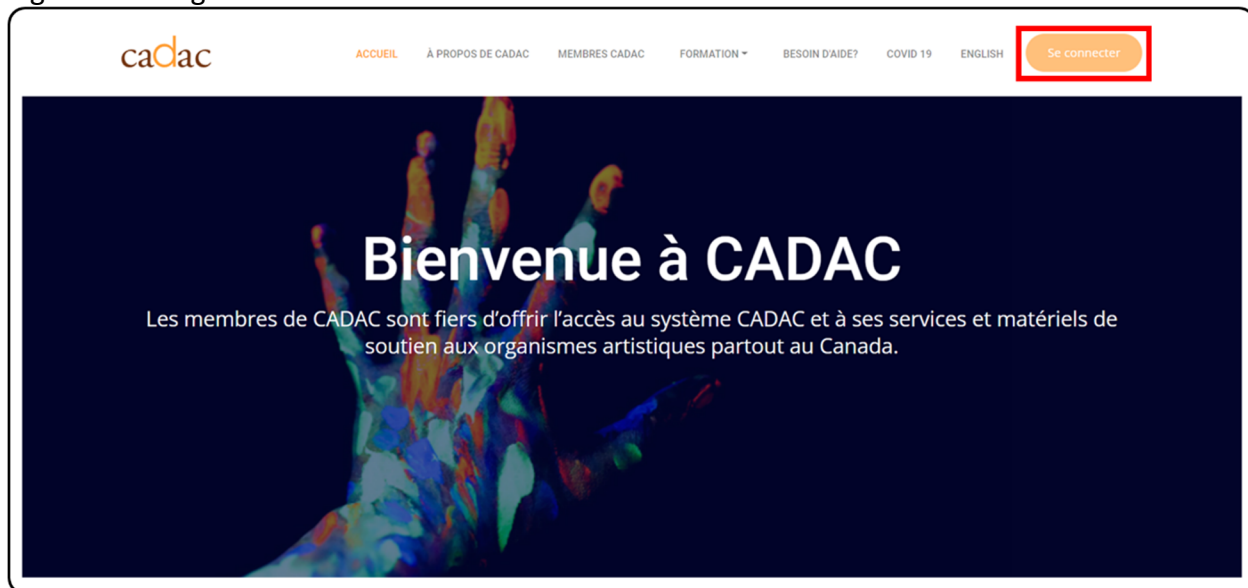 cadac
ACCUEIL
À PROPOS DE CADAC
MEMBRES CADAC
FORMATION
BESOIN D'AIDE?
COVID 19
ENGLISH
Se connecter
Bienvenue à CADAC
Les membres de CADAC sont fiers d'offrir l'accès au système CADAC et à ses services et matériels de
soutien aux organismes artistiques partout au Canada.